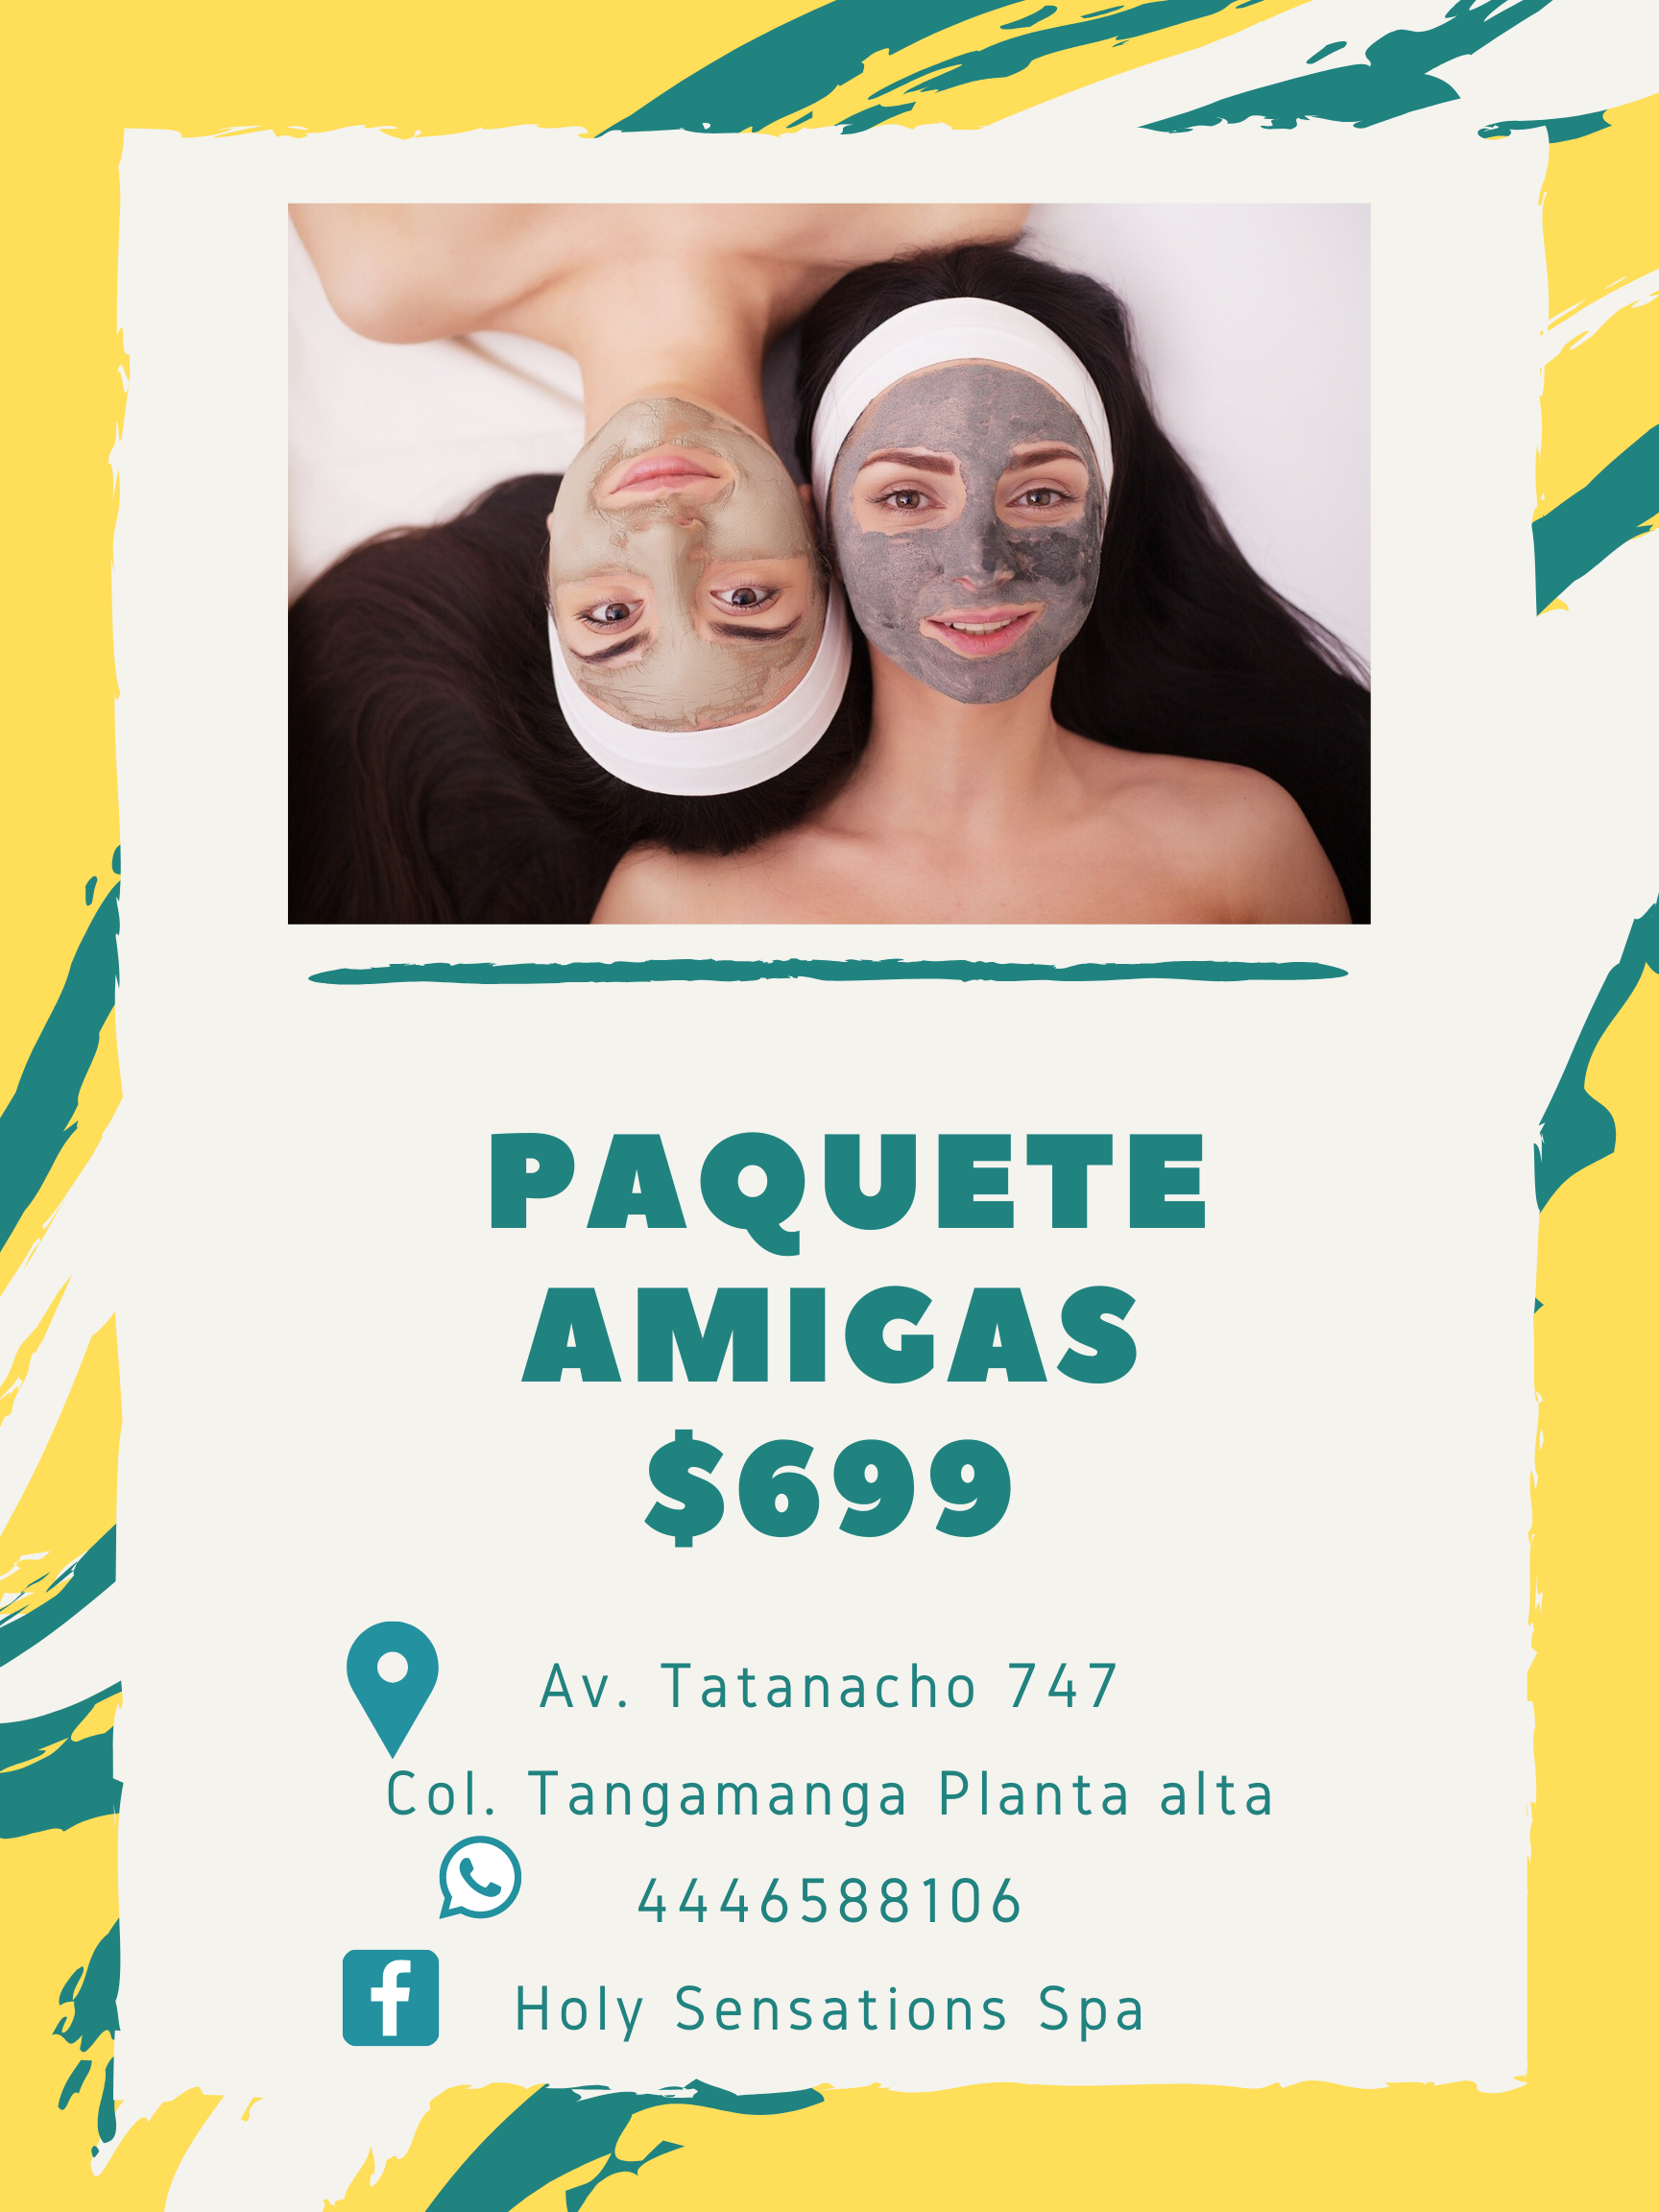 PAQUETE
AMIGAS
$699
Av. Tatanacho 747
Col. Tangamanga Planta alta
4446588106
Holy Sensations Spa